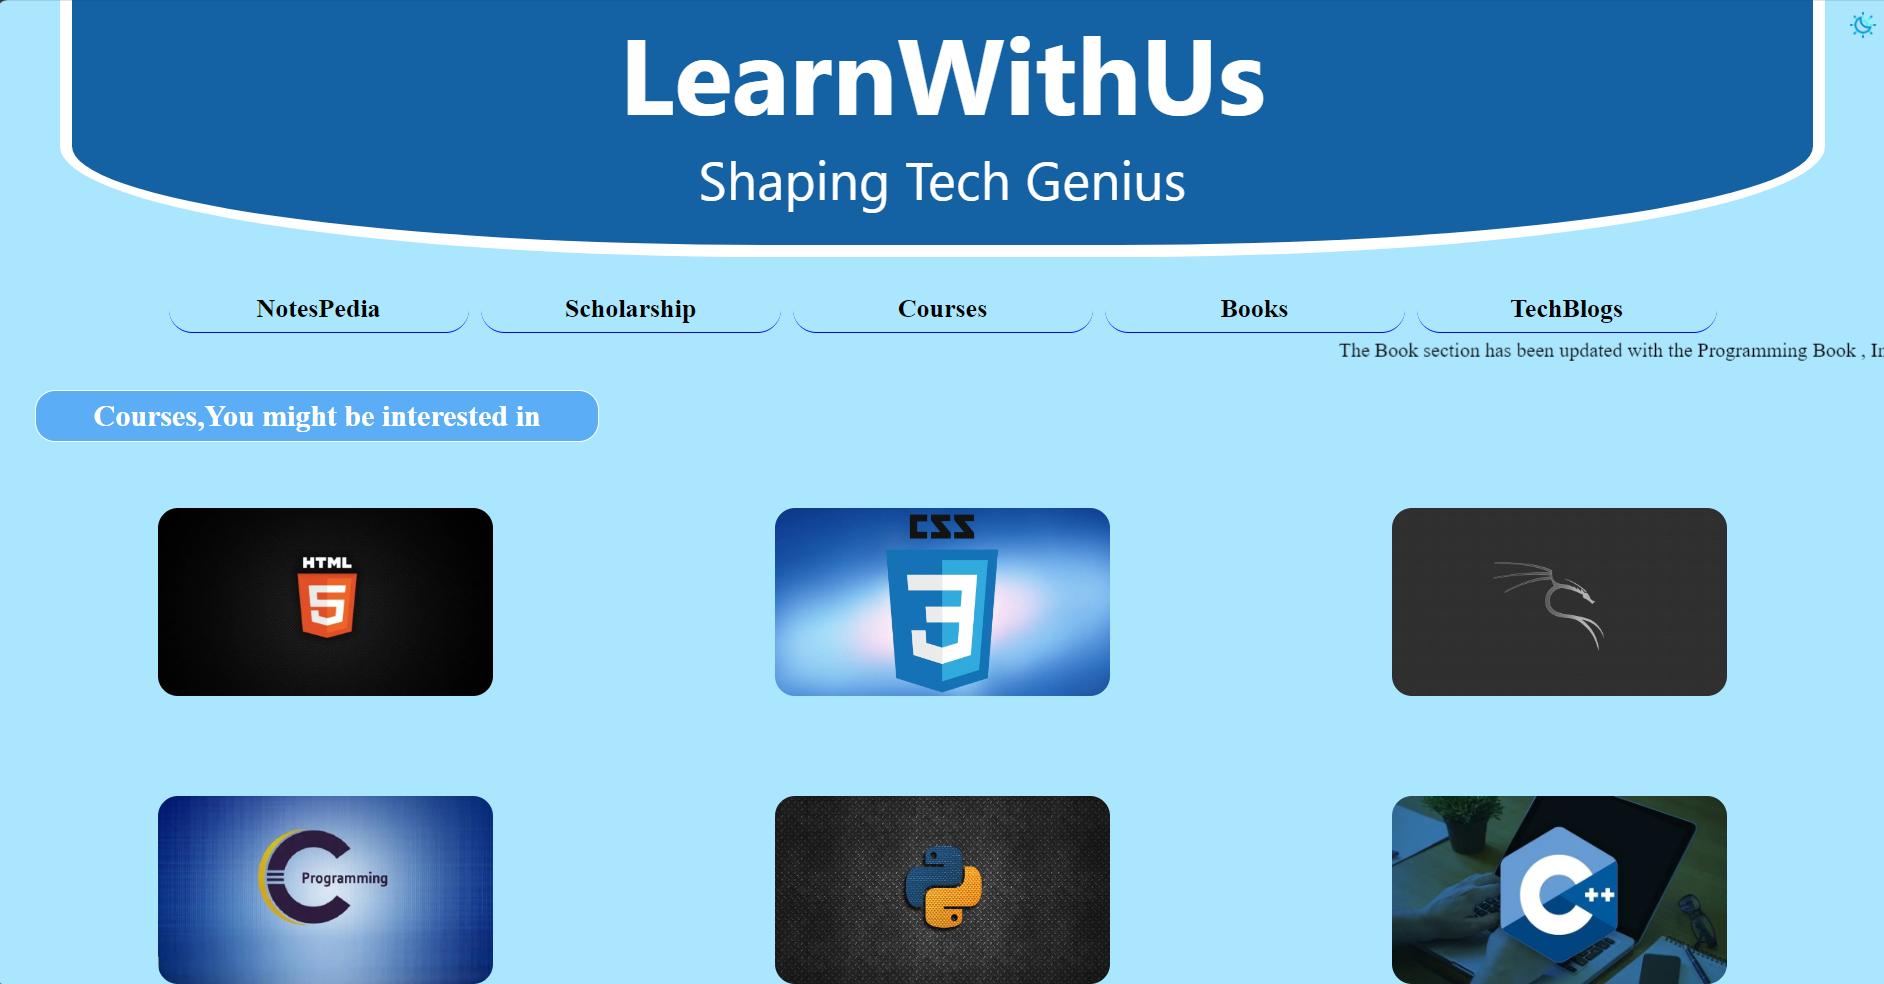 LearnWithUs
Shaping Tech Genius
NotesPedia
Scholarship
Courses
Books
TechBlogs
The Book section has been updated with the Programming Book ,
Courses,You might be interested in
HTML
5
CSS
3
C Programming
C++